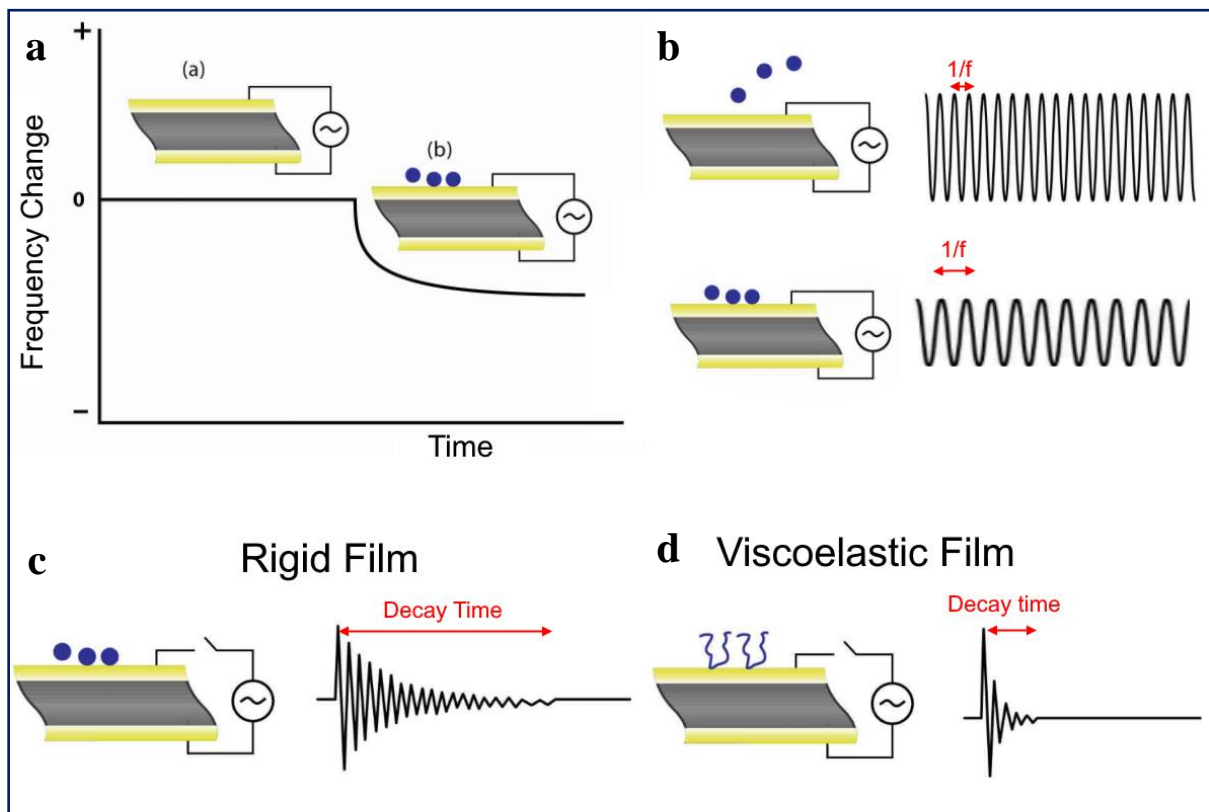 a
+
(a)
(b)
0
Frequency Change
–
Time
b
1/f
1/f
c
Rigid Film
Decay Time
d
Viscoelastic Film
Decay time